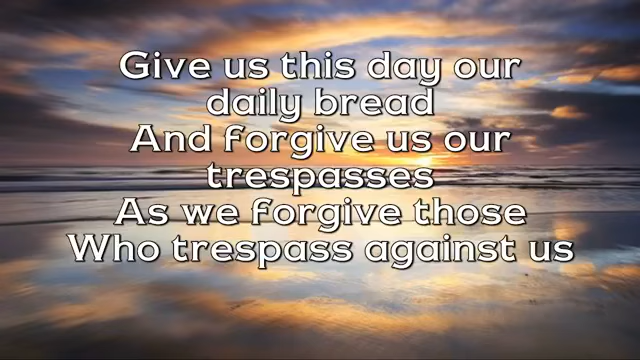 Give us this day our
daily bread
And forgive us our
trespasses
As we forgive those
Who trespass against us